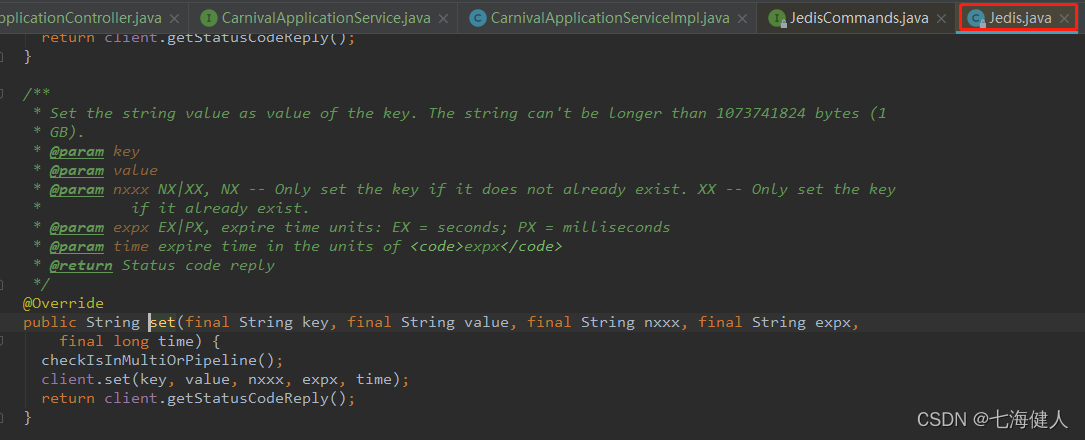 pplicationController.java × CarnivalApplicationService.java × CarnivalApplicationServiceImpl.java × JedisCommands.java × Jedis.java ×
return client.getStatusCodeReply();
}
/**
* Set the string value as value of the key. The string can't be longer than 1073741824 bytes (1
* GB).
* @param key
* @param value
* @param nxxx NX|XX, NX -- Only set the key if it does not already exist. XX -- Only set the key
* if it already exist.
* @param expx EX|PX, expire time units: EX = seconds; PX = milliseconds
* @param time expire time in the units of <code>expx</code>
* @return Status code reply
*/
@Override
public String set(final String key, final String value, final String nxxx, final String expx,
final long time) {
checkIsInMultiOrPipeline();
client.set(key, value, nxxx, expx, time);
return client.getStatusCodeReply();
}
CSDN @七海健人